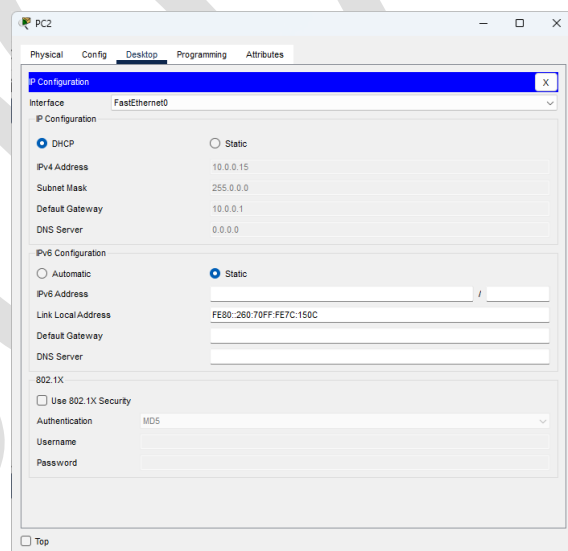 PC2
Physical Config Desktop Programming Attributes
IP Configuration X
Interface FastEthernet0
IP Configuration
DHCP Static
IPv4 Address 10.0.0.15
Subnet Mask 255.0.0.0
Default Gateway 10.0.0.1
DNS Server 0.0.0.0
IPv6 Configuration
Automatic Static
IPv6 Address /
Link Local Address FE80::260:70FF:FE7C:150C
Default Gateway
DNS Server
802.1X
Use 802.1X Security
Authentication MD5
Username
Password
Top